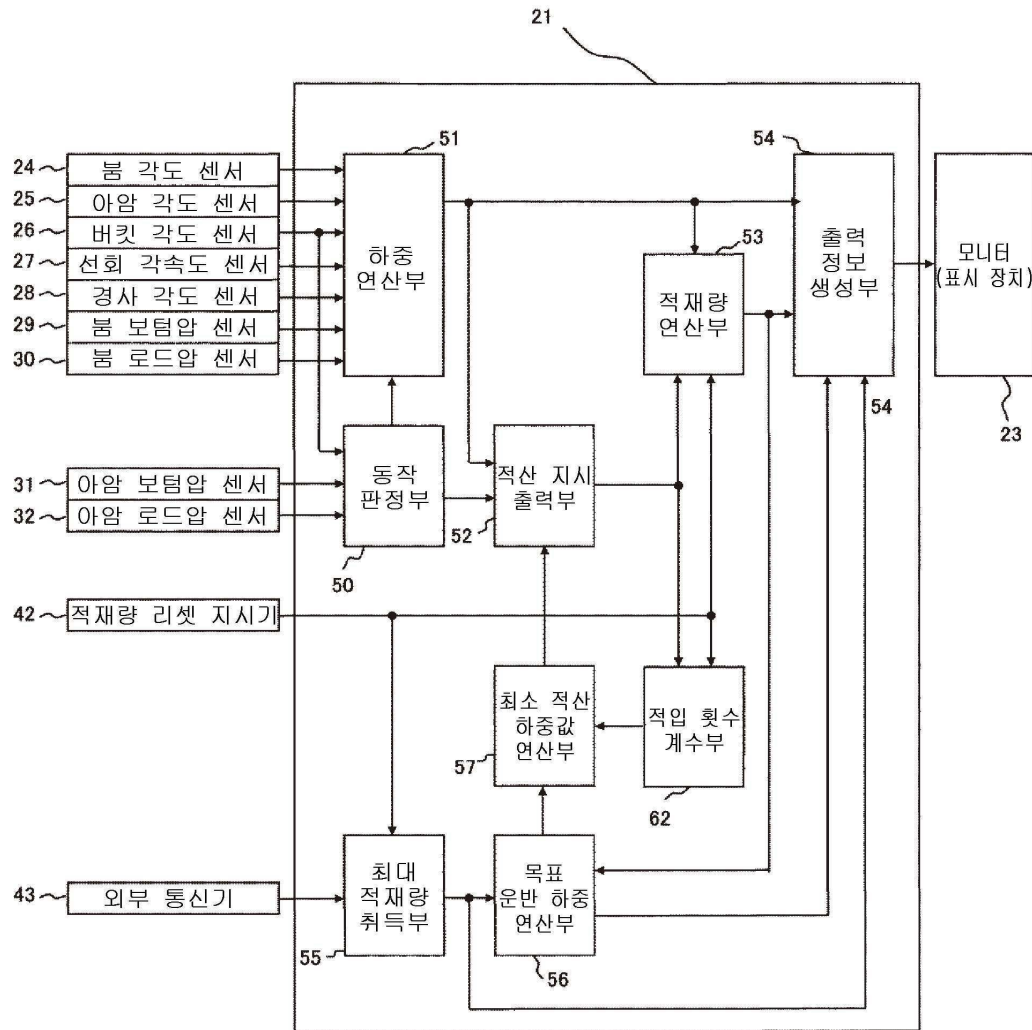 21
24
붐 각도 센서
25
아암 각도 센서
26
버킷 각도 센서
27
선회 각속도 센서
28
경사 각도 센서
29
붐 보텀압 센서
30
붐 로드압 센서
51
하중
연산부
53
적재량
연산부
54
출력
정보
생성부
54
모니터
(표시 장치)
23
31
아암 보텀압 센서
32
아암 로드압 센서
동작
판정부
50
적산 지시
출력부
52
42
적재량 리셋 지시기
최소 적산
하중값
연산부
57
적입 횟수
계수부
62
43
외부 통신기
최대
적재량
취득부
55
목표
운반 하중
연산부
56